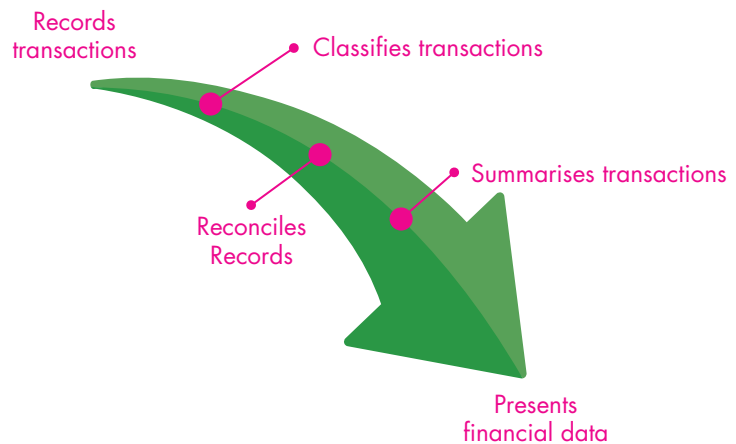 Records
transactions
Classifies transactions
Reconciles
Records
Summarises transactions
Presents
financial data